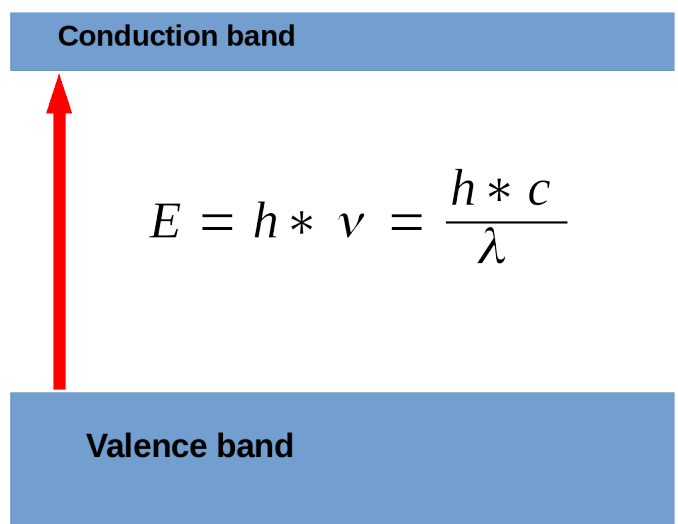 Conduction band
E = h * ν = h * c / λ
Valence band